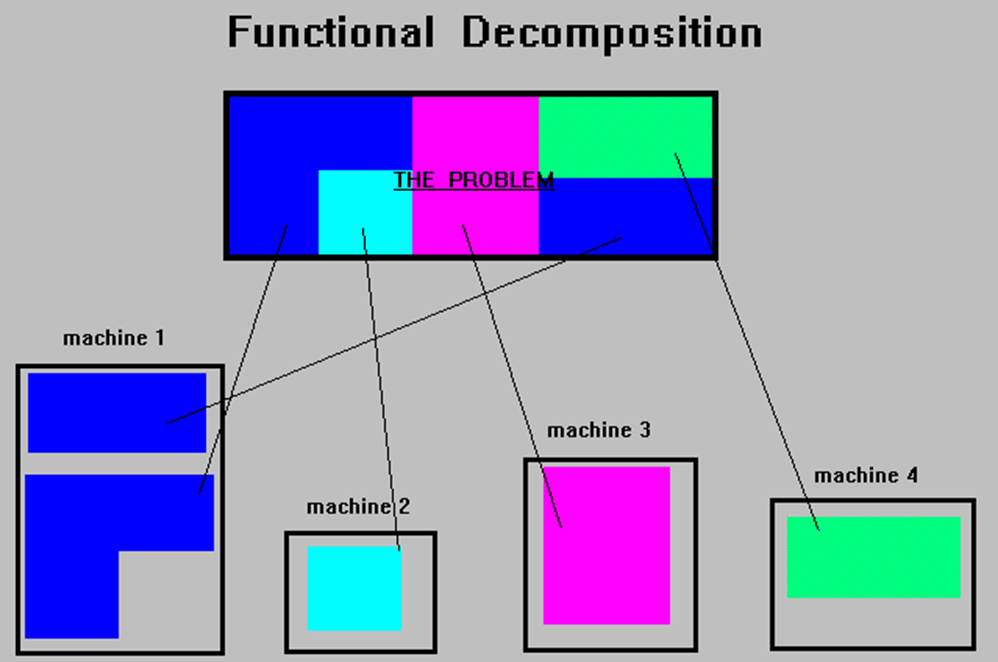 Functional Decomposition
THE PROBLEM
machine 1
machine 2
machine 3
machine 4